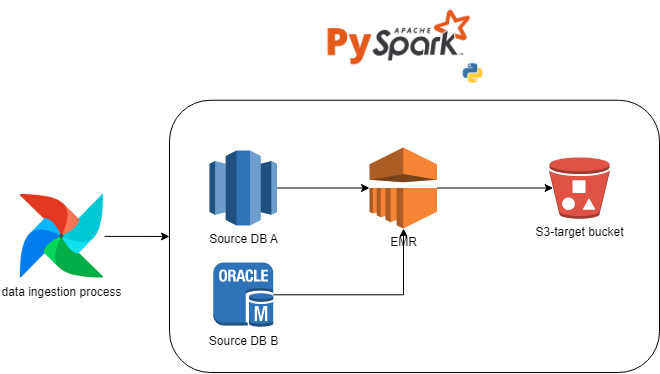 APACHE
PySpark
data ingestion process
Source DB A
EMR
S3-target bucket
ORACLE
M
Source DB B